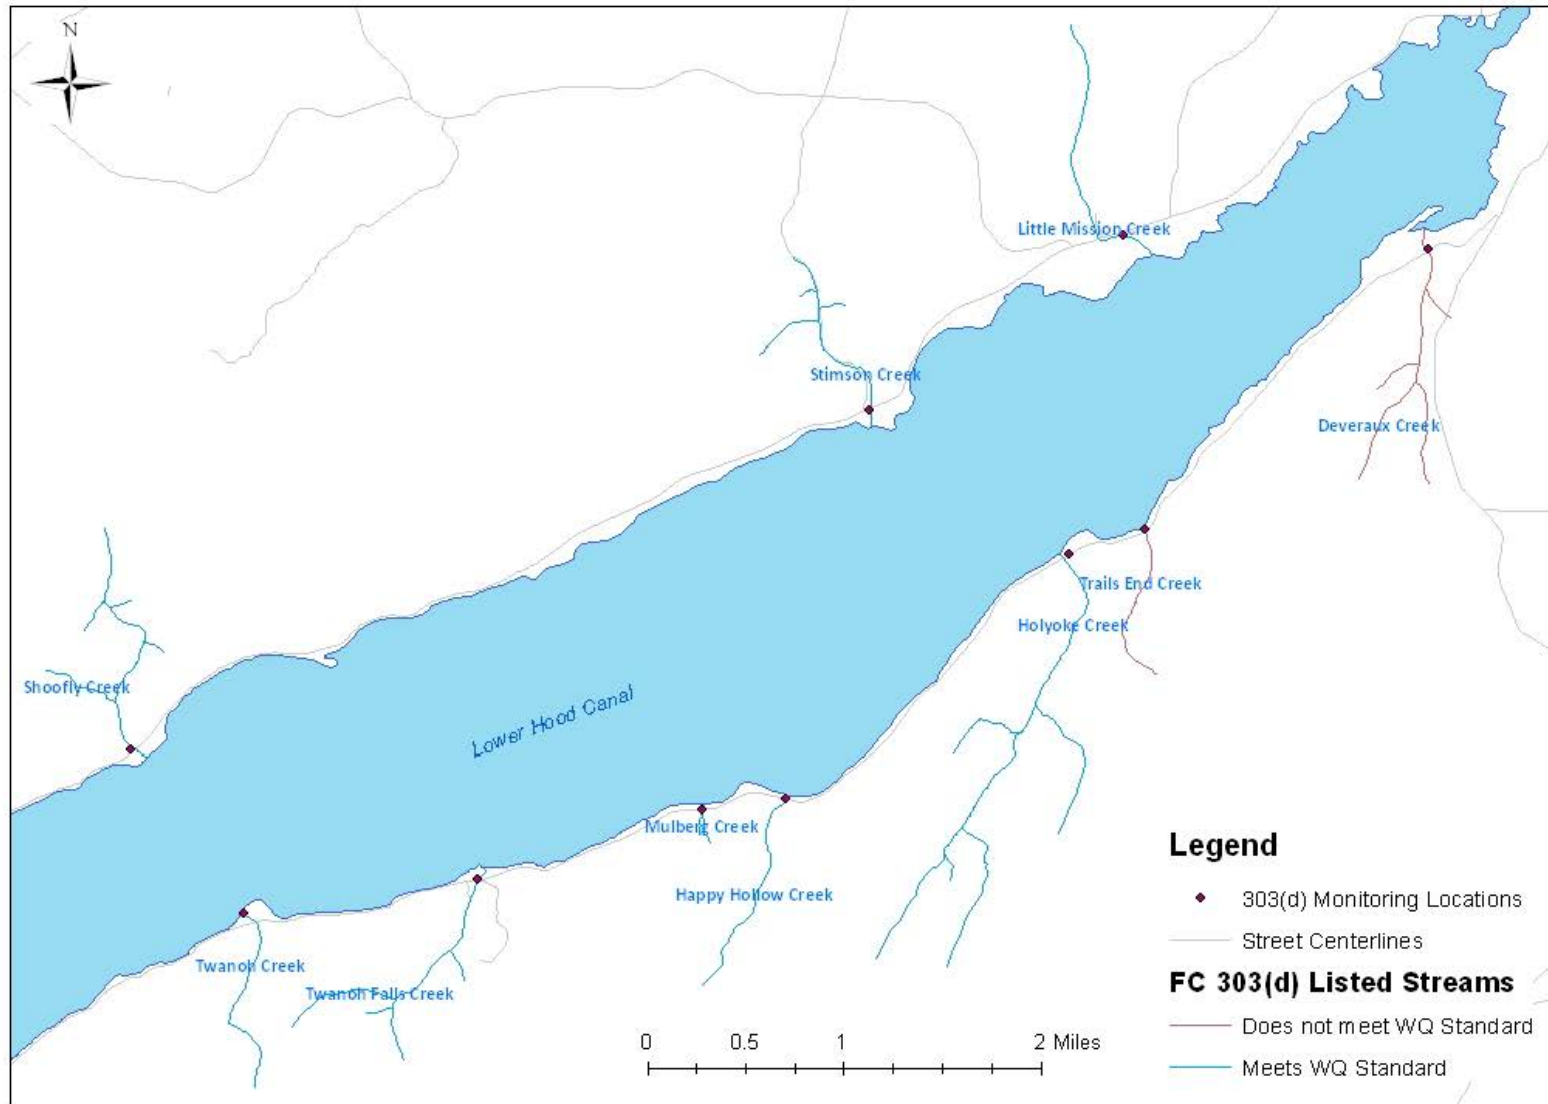 N
Little Mission Creek
Stimson Creek
Deveraux Creek
Trails End Creek
Holyoke Creek
Shoofly Creek
Lower Hood Canal
Mulberg Creek
Happy Hollow Creek
Twanoh Creek
Twanoh Falls Creek
0 0.5 1 2 Miles
Legend
303(d) Monitoring Locations
Street Centerlines
FC 303(d) Listed Streams
Does not meet WQ Standard
Meets WQ Standard